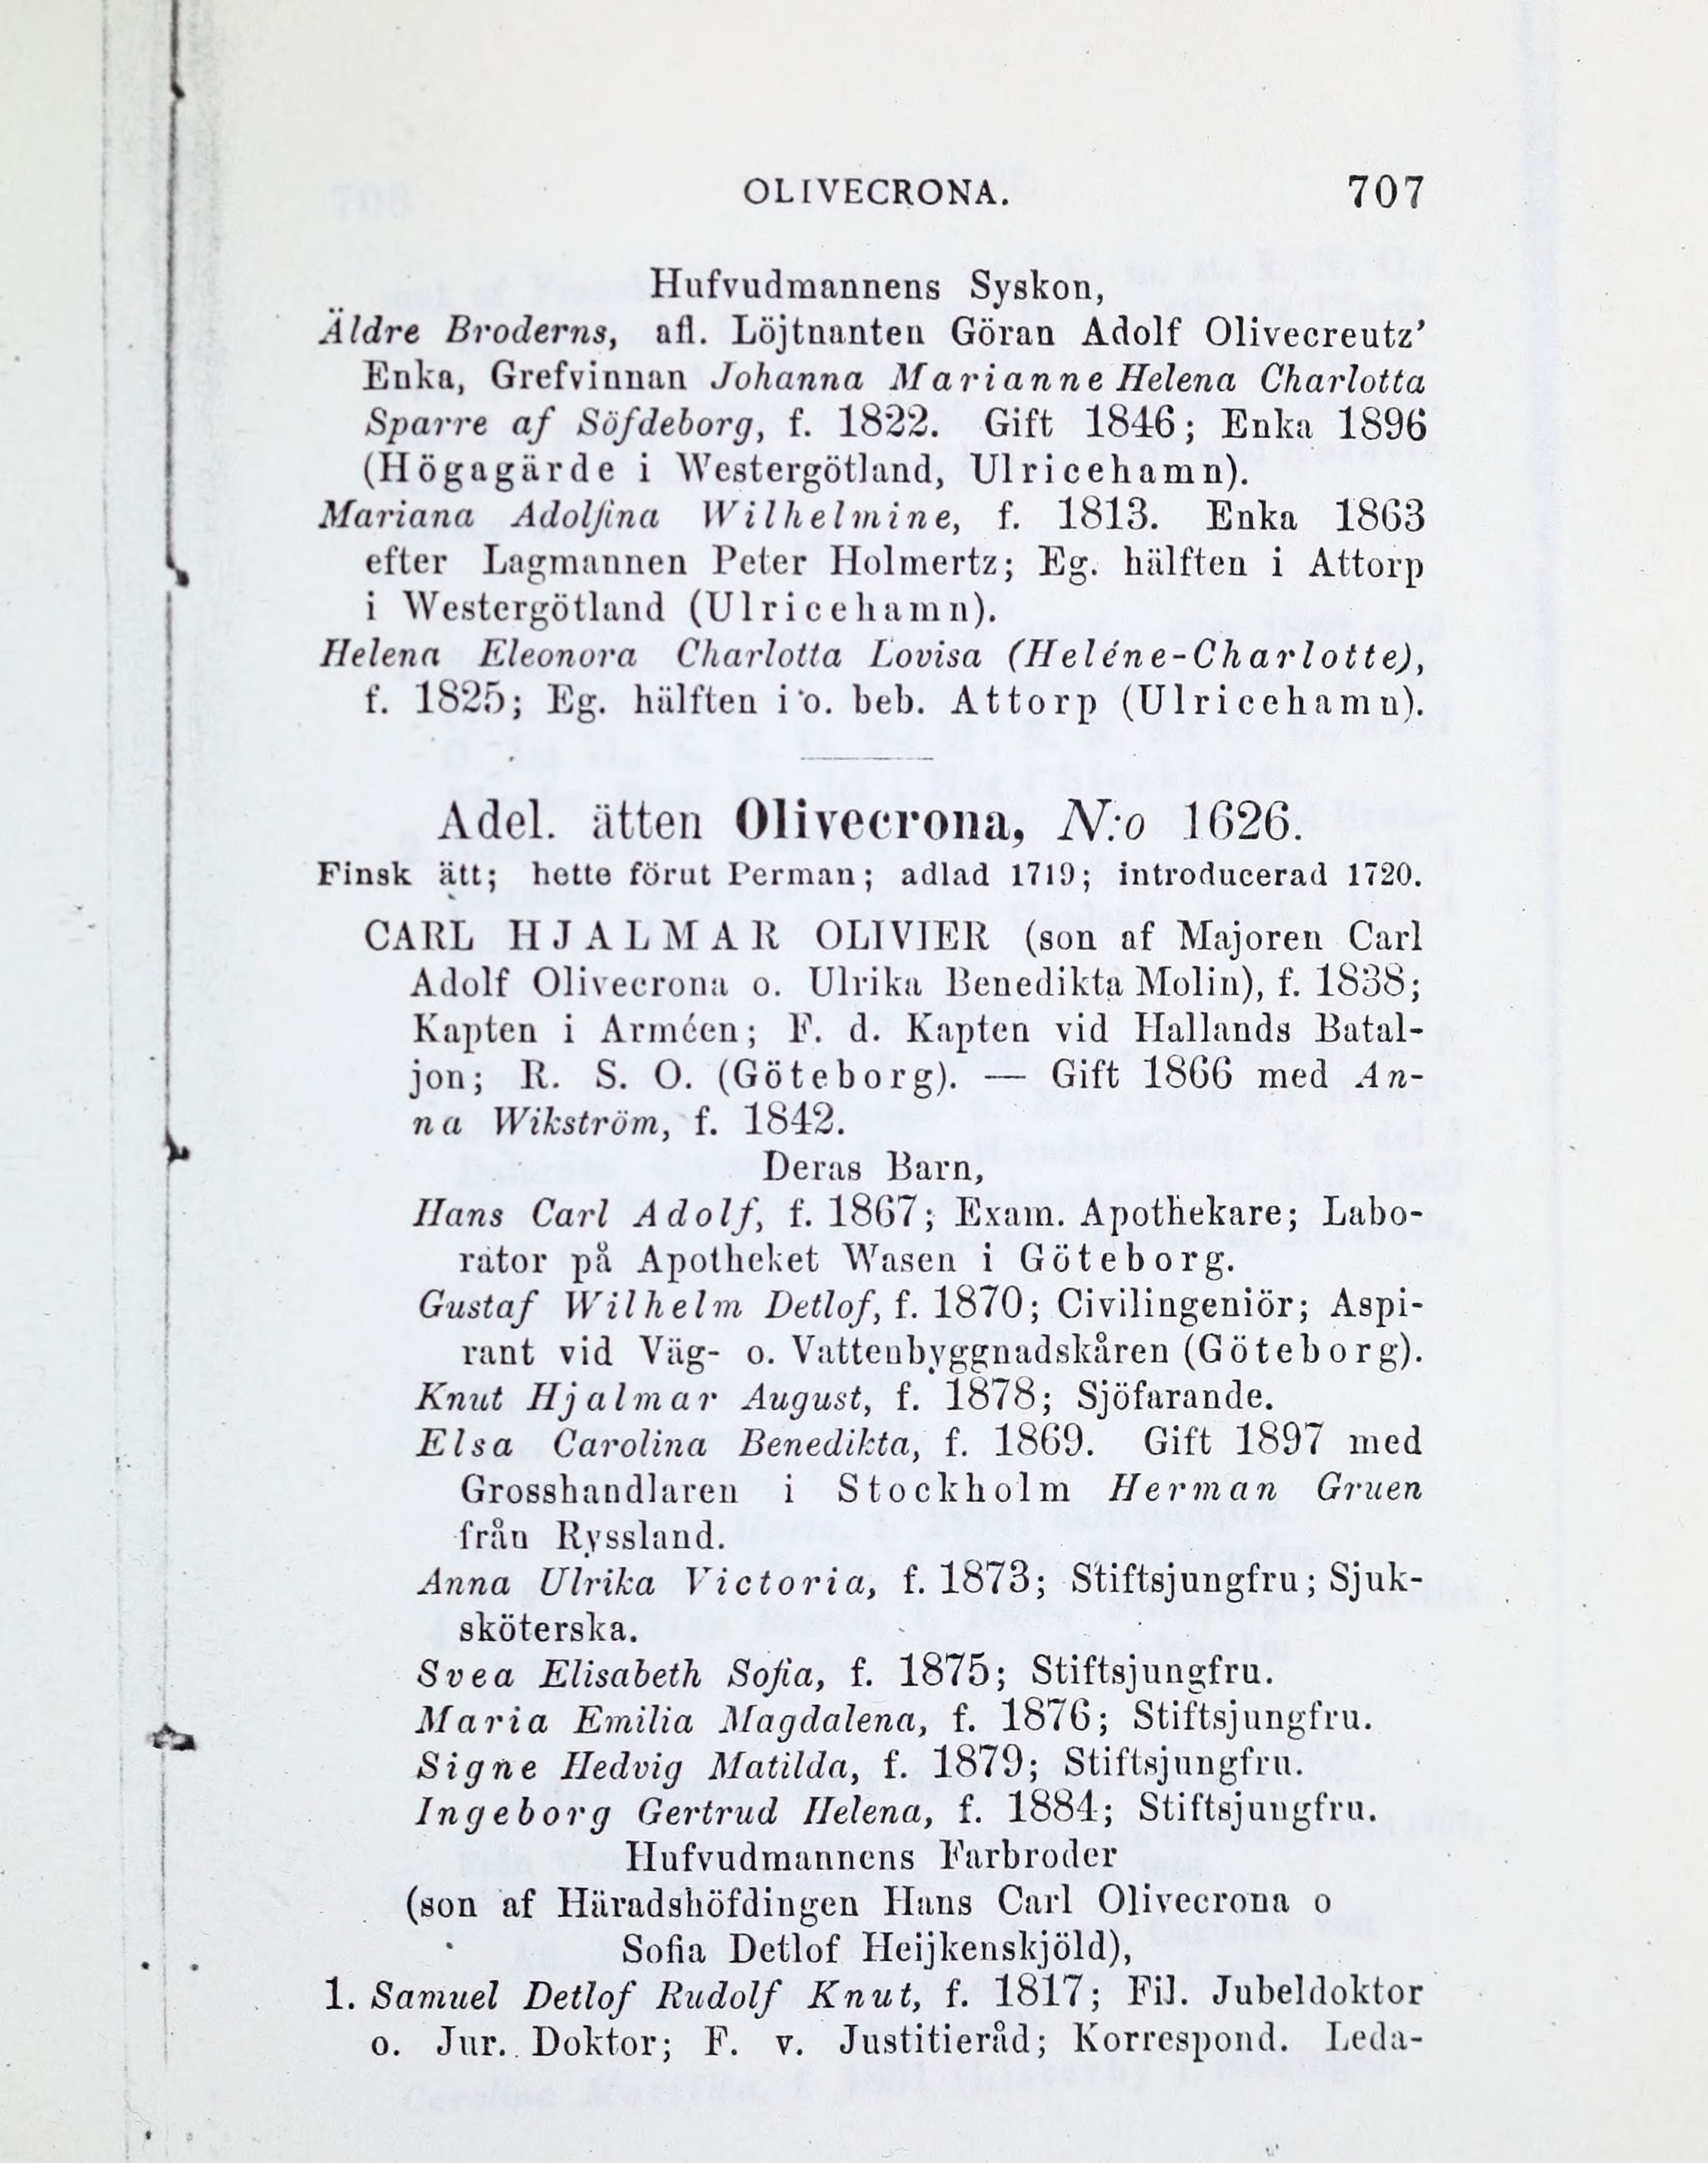 OLIVECRONA. 707
Hufvudmannens Syskon,
Äldre Broderns, afl. Löjtnanten Göran Adolf Olivecreutz’
Enka, Grefvinnan Johanna Marianne Helena Charlotta
Sparre af Söfdeborg, f. 1822. Gift 1846; Enka 1896
(Högagärde i Westergötland, Ulricehamn).
Mariana Adolfina Wilhelmine, f. 1813. Enka 1863
efter Lagmannen Peter Holmertz; Eg. hälften i Attorp
i Westergötland (Ulricehamn).
Helena Eleonora Charlotta Lovisa (Heléne-Charlotte),
f. 1825; Eg. hälften i o. beb. Attorp (Ulricehamn).
Adel. ätten Olivecrona, N:o 1626.
Finsk ätt; hette förut Perman; adlad 1719; introducerad 1720.
CARL HJALMAR OLIVIER (son af Majoren Carl
Adolf Olivecrona o. Ulrika Benedikta Molin), f. 1838;
Kapten i Arméen; F. d. Kapten vid Hallands Batal-
jon; R. S. O. (Göteborg). — Gift 1866 med An-
na Wikström, f. 1842.
Deras Barn,
Hans Carl Adolf, f. 1867; Exam. Apothekare; Labo-
rator på Apotheket Wasen i Göteborg.
Gustaf Wilhelm Detlof, f. 1870; Civilingeniör; Aspi-
rant vid Väg- o. Vattenbyggnadskåren (Göteborg).
Knut Hjalmar August, f. 1878; Sjöfarande.
Elsa Carolina Benedikta, f. 1869. Gift 1897 med
Grosshandlaren i Stockholm Herman Gruen
från Ryssland.
Anna Ulrika Victoria, f. 1873; Stiftsjungfru; Sjuk-
sköterska.
Svea Elisabeth Sofia, f. 1875; Stiftsjungfru.
Maria Emilia Magdalena, f. 1876; Stiftsjungfru.
Signe Hedvig Matilda, f. 1879; Stiftsjungfru.
Ingeborg Gertrud Helena, f. 1884; Stiftsjungfru.
Hufvudmannens Farbroder
(son af Häradshöfdingen Hans Carl Olivecrona o
Sofia Detlof Heijkenskjöld),
1. Samuel Detlof Rudolf Knut, f. 1817; Fil. Jubeldoktor
o. Jur. Doktor; F. v. Justitieråd; Korrespond. Leda-